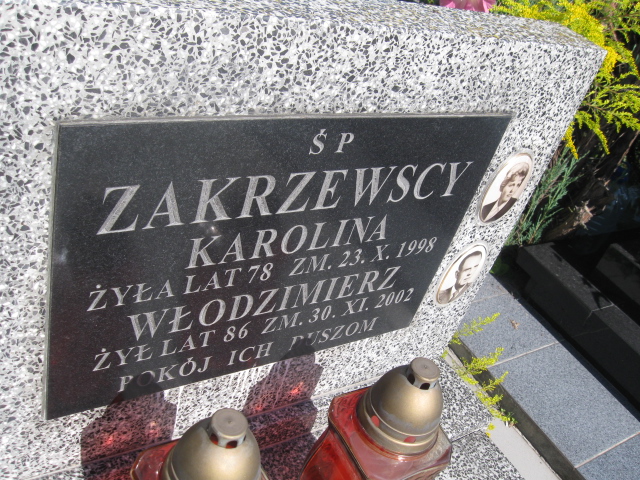 Ś P
ZAKRZEWSCY
KAROLINA
ŻYŁA LAT 78 ZM. 23. X. 1998
WŁODZIMIERZ
ŻYŁ LAT 86 ZM. 30. XI. 2002
POKÓJ ICH DUSZOM